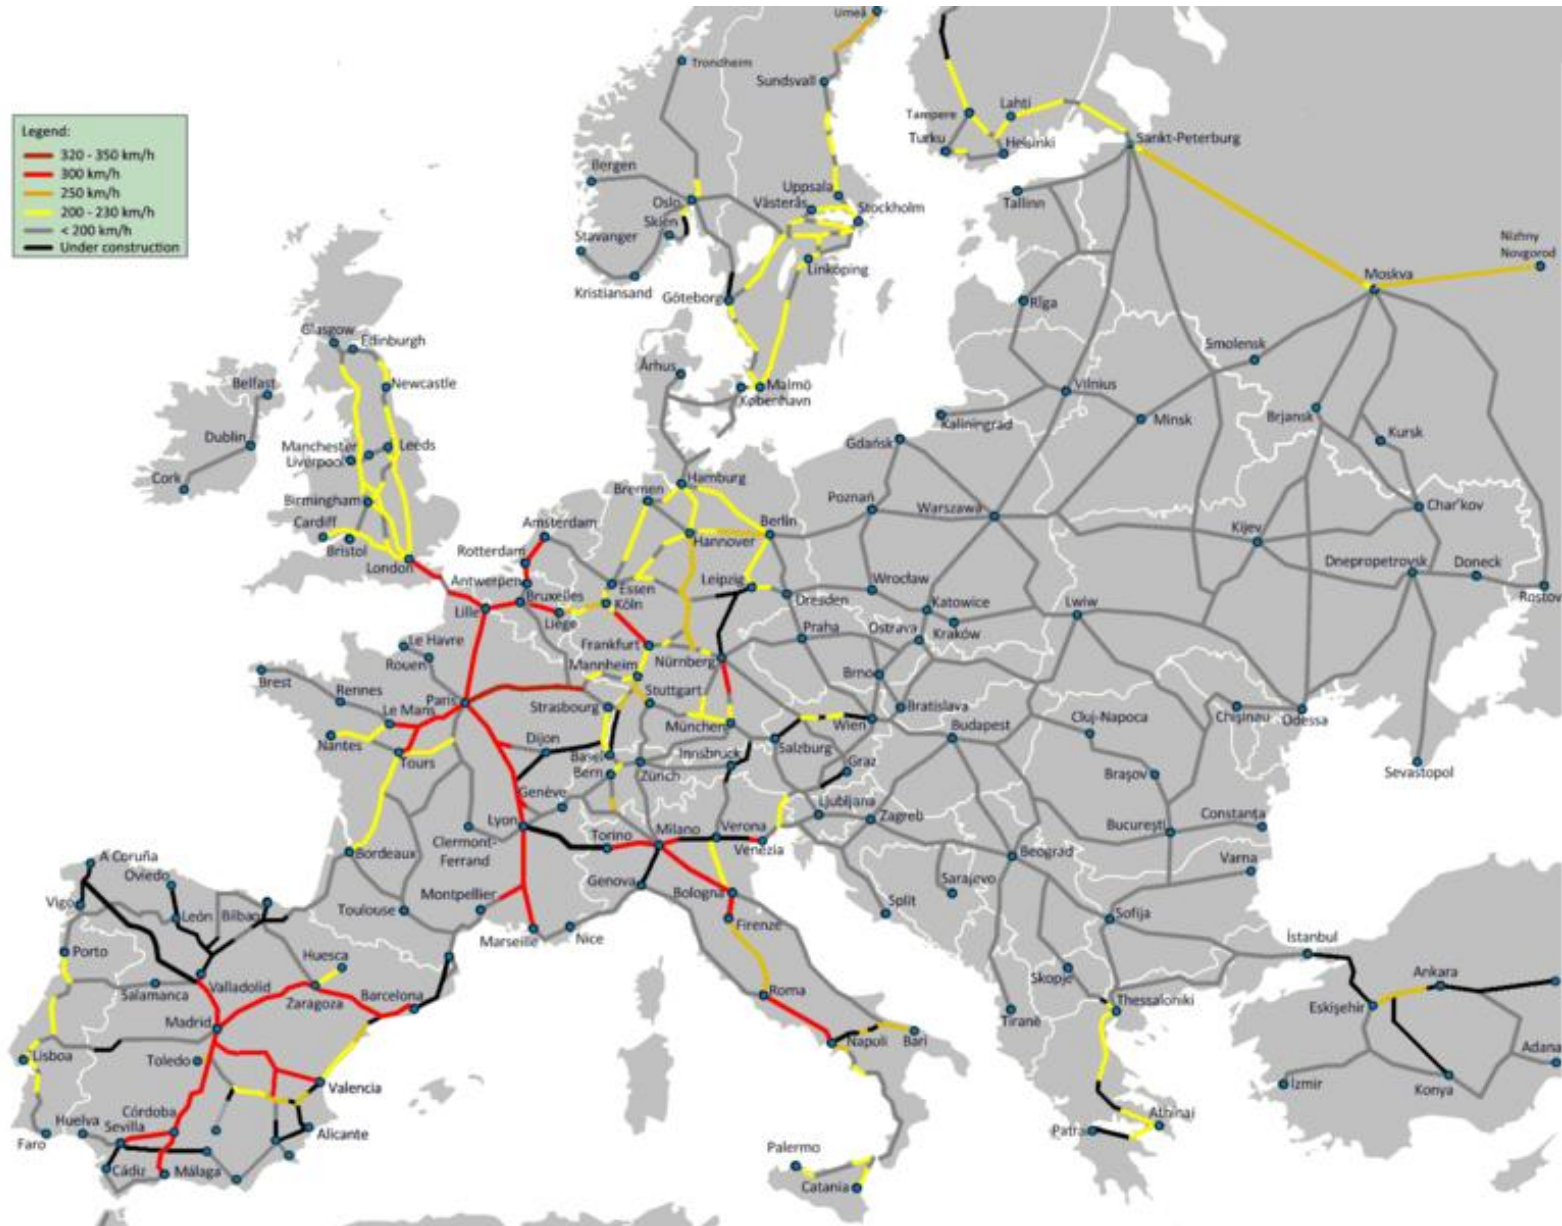 Umeå
Trondheim
Sundsvall
Legend:
320 - 350 km/h
300 km/h
250 km/h
200 - 230 km/h
< 200 km/h
Under construction
Tampere
Lahti
Turku
Helsinki
Sankt-Peterburg
Bergen
Oslo
Skien
Uppsala
Västerås
Stockholm
Tallinn
Stavanger
Kristiansand
Göteborg
Linköping
Nizhny
Novgorod
Moskva
Rīga
Glasgow
Edinburgh
Smolensk
Newcastle
Belfast
Århus
Malmö
København
Vilnius
Minsk
Kaliningrad
Brjansk
Kursk
Dublin
Manchester
Leeds
Liverpool
Gdańsk
Cork
Birmingham
Cardiff
Bristol
London
Hamburg
Bremen
Amsterdam
Hannover
Berlin
Poznań
Warszawa
Char'kov
Kijev
Rotterdam
Antwerpen
Bruxelles
Lille
Liège
Essen
Köln
Leipzig
Dresden
Wrocław
Dnepropetrovsk
Doneck
Rostov
Katowice
Kraków
Lwiw
Praha
Ostrava
Frankfurt
Nürnberg
Mannheim
Brno
Le Havre
Rouen
Brest
Rennes
Paris
Le Mans
Stuttgart
Strasbourg
Bratislava
München
Wien
Budapest
Cluj-Napoca
Chişinau
Odessa
Nantes
Tours
Dijon
Basel
Bern
Zürich
Innsbruck
Salzburg
Graz
Braşov
Sevastopol
Genève
Ljubljana
Zagreb
Lyon
Clermont-
Ferrand
Torino
Milano
Verona
Venezia
Bucureşti
Constanţa
Bordeaux
Beograd
Varna
A Coruña
Oviedo
Vigo
León
Bilbao
Montpellier
Toulouse
Marseille
Nice
Genova
Bologna
Firenze
Sarajevo
Split
Sofija
Porto
Huesca
İstanbul
Salamanca
Valladolid
Zaragoza
Barcelona
Roma
Skopje
Thessaloniki
Ankara
Eskişehir
Madrid
Toledo
Tiranë
Napoli
Bari
Lisboa
Valencia
Adana
Izmir
Konya
Huelva
Córdoba
Sevilla
Alicante
Faro
Cádiz
Málaga
Athinai
Patra
Palermo
Catania